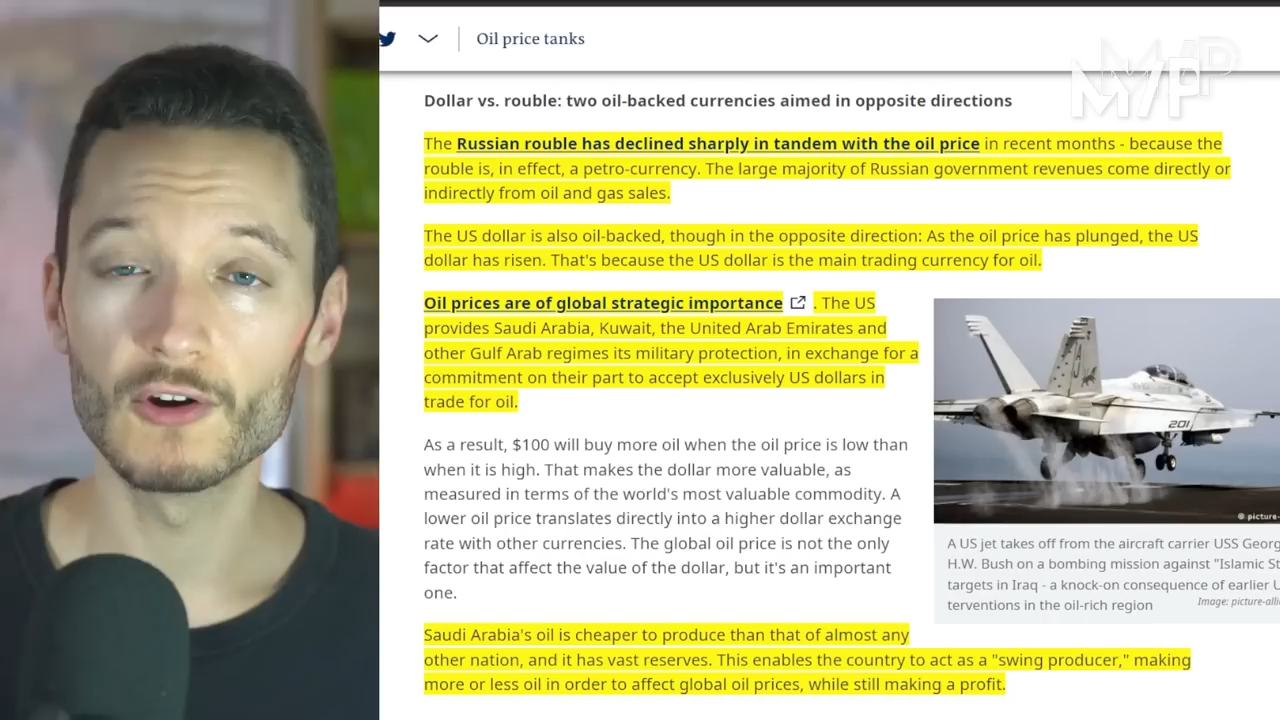 Oil price tanks
M7P
Dollar vs. rouble: two oil-backed currencies aimed in opposite directions
The Russian rouble has declined sharply in tandem with the oil price in recent months - because the
rouble is, in effect, a petro-currency. The large majority of Russian government revenues come directly or
indirectly from oil and gas sales.
The US dollar is also oil-backed, though in the opposite direction: As the oil price has plunged, the US
dollar has risen. That's because the US dollar is the main trading currency for oil.
Oil prices are of global strategic importance . The US
provides Saudi Arabia, Kuwait, the United Arab Emirates and
other Gulf Arab regimes its military protection, in exchange for a
commitment on their part to accept exclusively US dollars in
trade for oil.
As a result, $100 will buy more oil when the oil price is low than
when it is high. That makes the dollar more valuable, as
measured in terms of the world's most valuable commodity. A
lower oil price translates directly into a higher dollar exchange
rate with other currencies. The global oil price is not the only
factor that affect the value of the dollar, but it's an important
one.
201
© picture-
A US jet takes off from the aircraft carrier USS Georg
H.W. Bush on a bombing mission against "Islamic St
targets in Iraq - a knock-on consequence of earlier U
terventions in the oil-rich region
Image: picture-alli
Saudi Arabia's oil is cheaper to produce than that of almost any
other nation, and it has vast reserves. This enables the country to act as a "swing producer," making
more or less oil in order to affect global oil prices, while still making a profit.